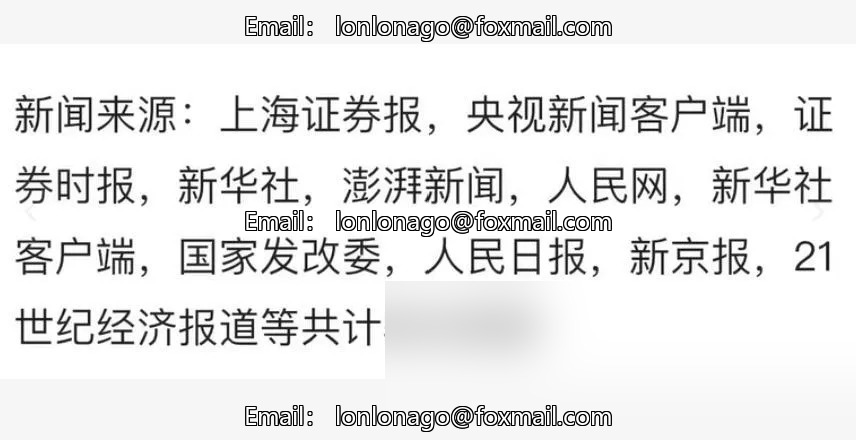 Email: lonlonago@foxmail.com
新闻来源：上海证券报，央视新闻客户端，证
券时报，新华社，澎湃新闻，人民网，新华社
Email: lonlonago@foxmail.com
客户端，国家发改委，人民日报，新京报，21
世纪经济报道等共计
Email: lonlonago@foxmail.com